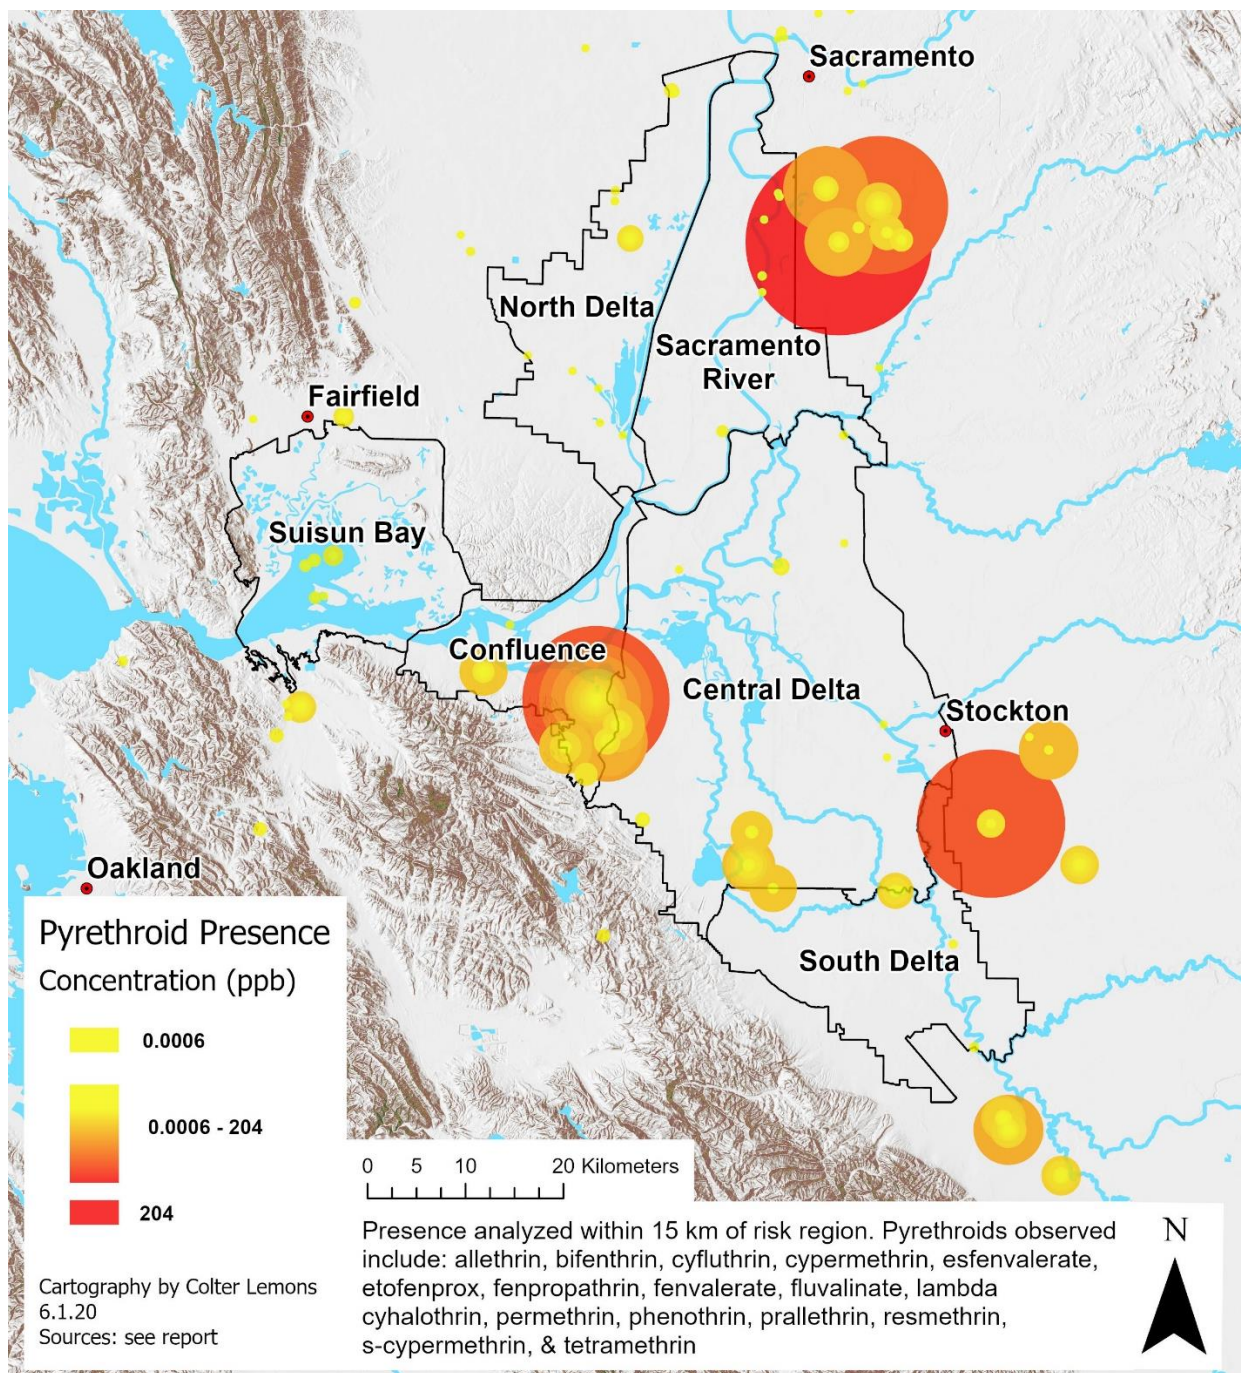 Sacramento
North Delta
Sacramento
River
Fairfield
Suisun Bay
Confluence
Central Delta
Stockton
Oakland
South Delta
Pyrethroid Presence
Concentration (ppb)
0.0006
0.0006 - 204
204
Cartography by Colter Lemons
6.1.20
Sources: see report
0 5 10 20 Kilometers
Presence analyzed within 15 km of risk region. Pyrethroids observed
include: allethrin, bifenthrin, cyfluthrin, cypermethrin, esfenvalerate,
etofenprox, fenpropathrin, fenvalerate, fluvalinate, lambda
cyhalothrin, permethrin, phenothrin, prallethrin, resmethrin,
s-cypermethrin, & tetramethrin
N